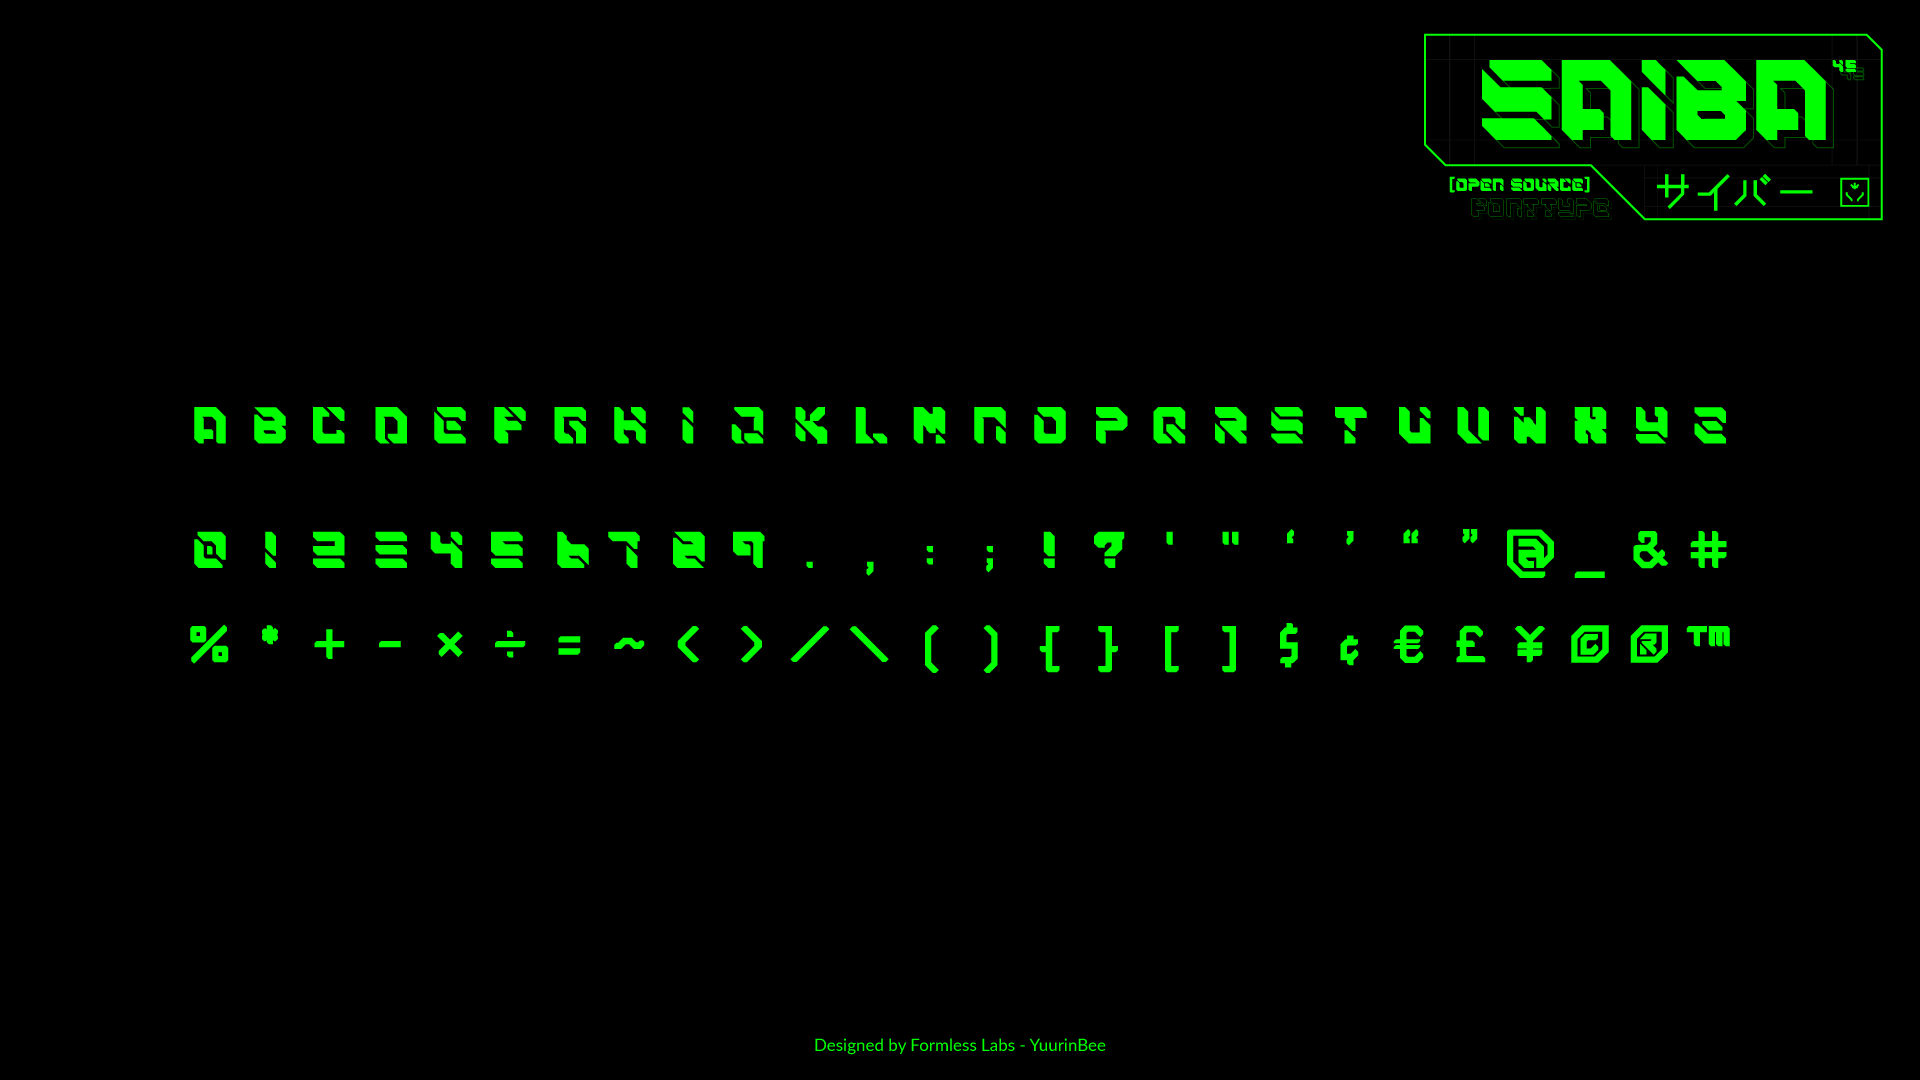 SAIBA 45
[OPEN SOURCE] サイバー
FONTTYPE
A B C D E F G H I J K L M N O P Q R S T U V W X Y Z
0 1 2 3 4 5 6 7 8 9 . , : ; ! ? ' " ‘ ’ “ ” @ _ & #
% * + - × ÷ = ~ < > / \ ( ) { } [ ] $ ¢ € £ ¥ © ® ™
Designed by Formless Labs - YuurinBee